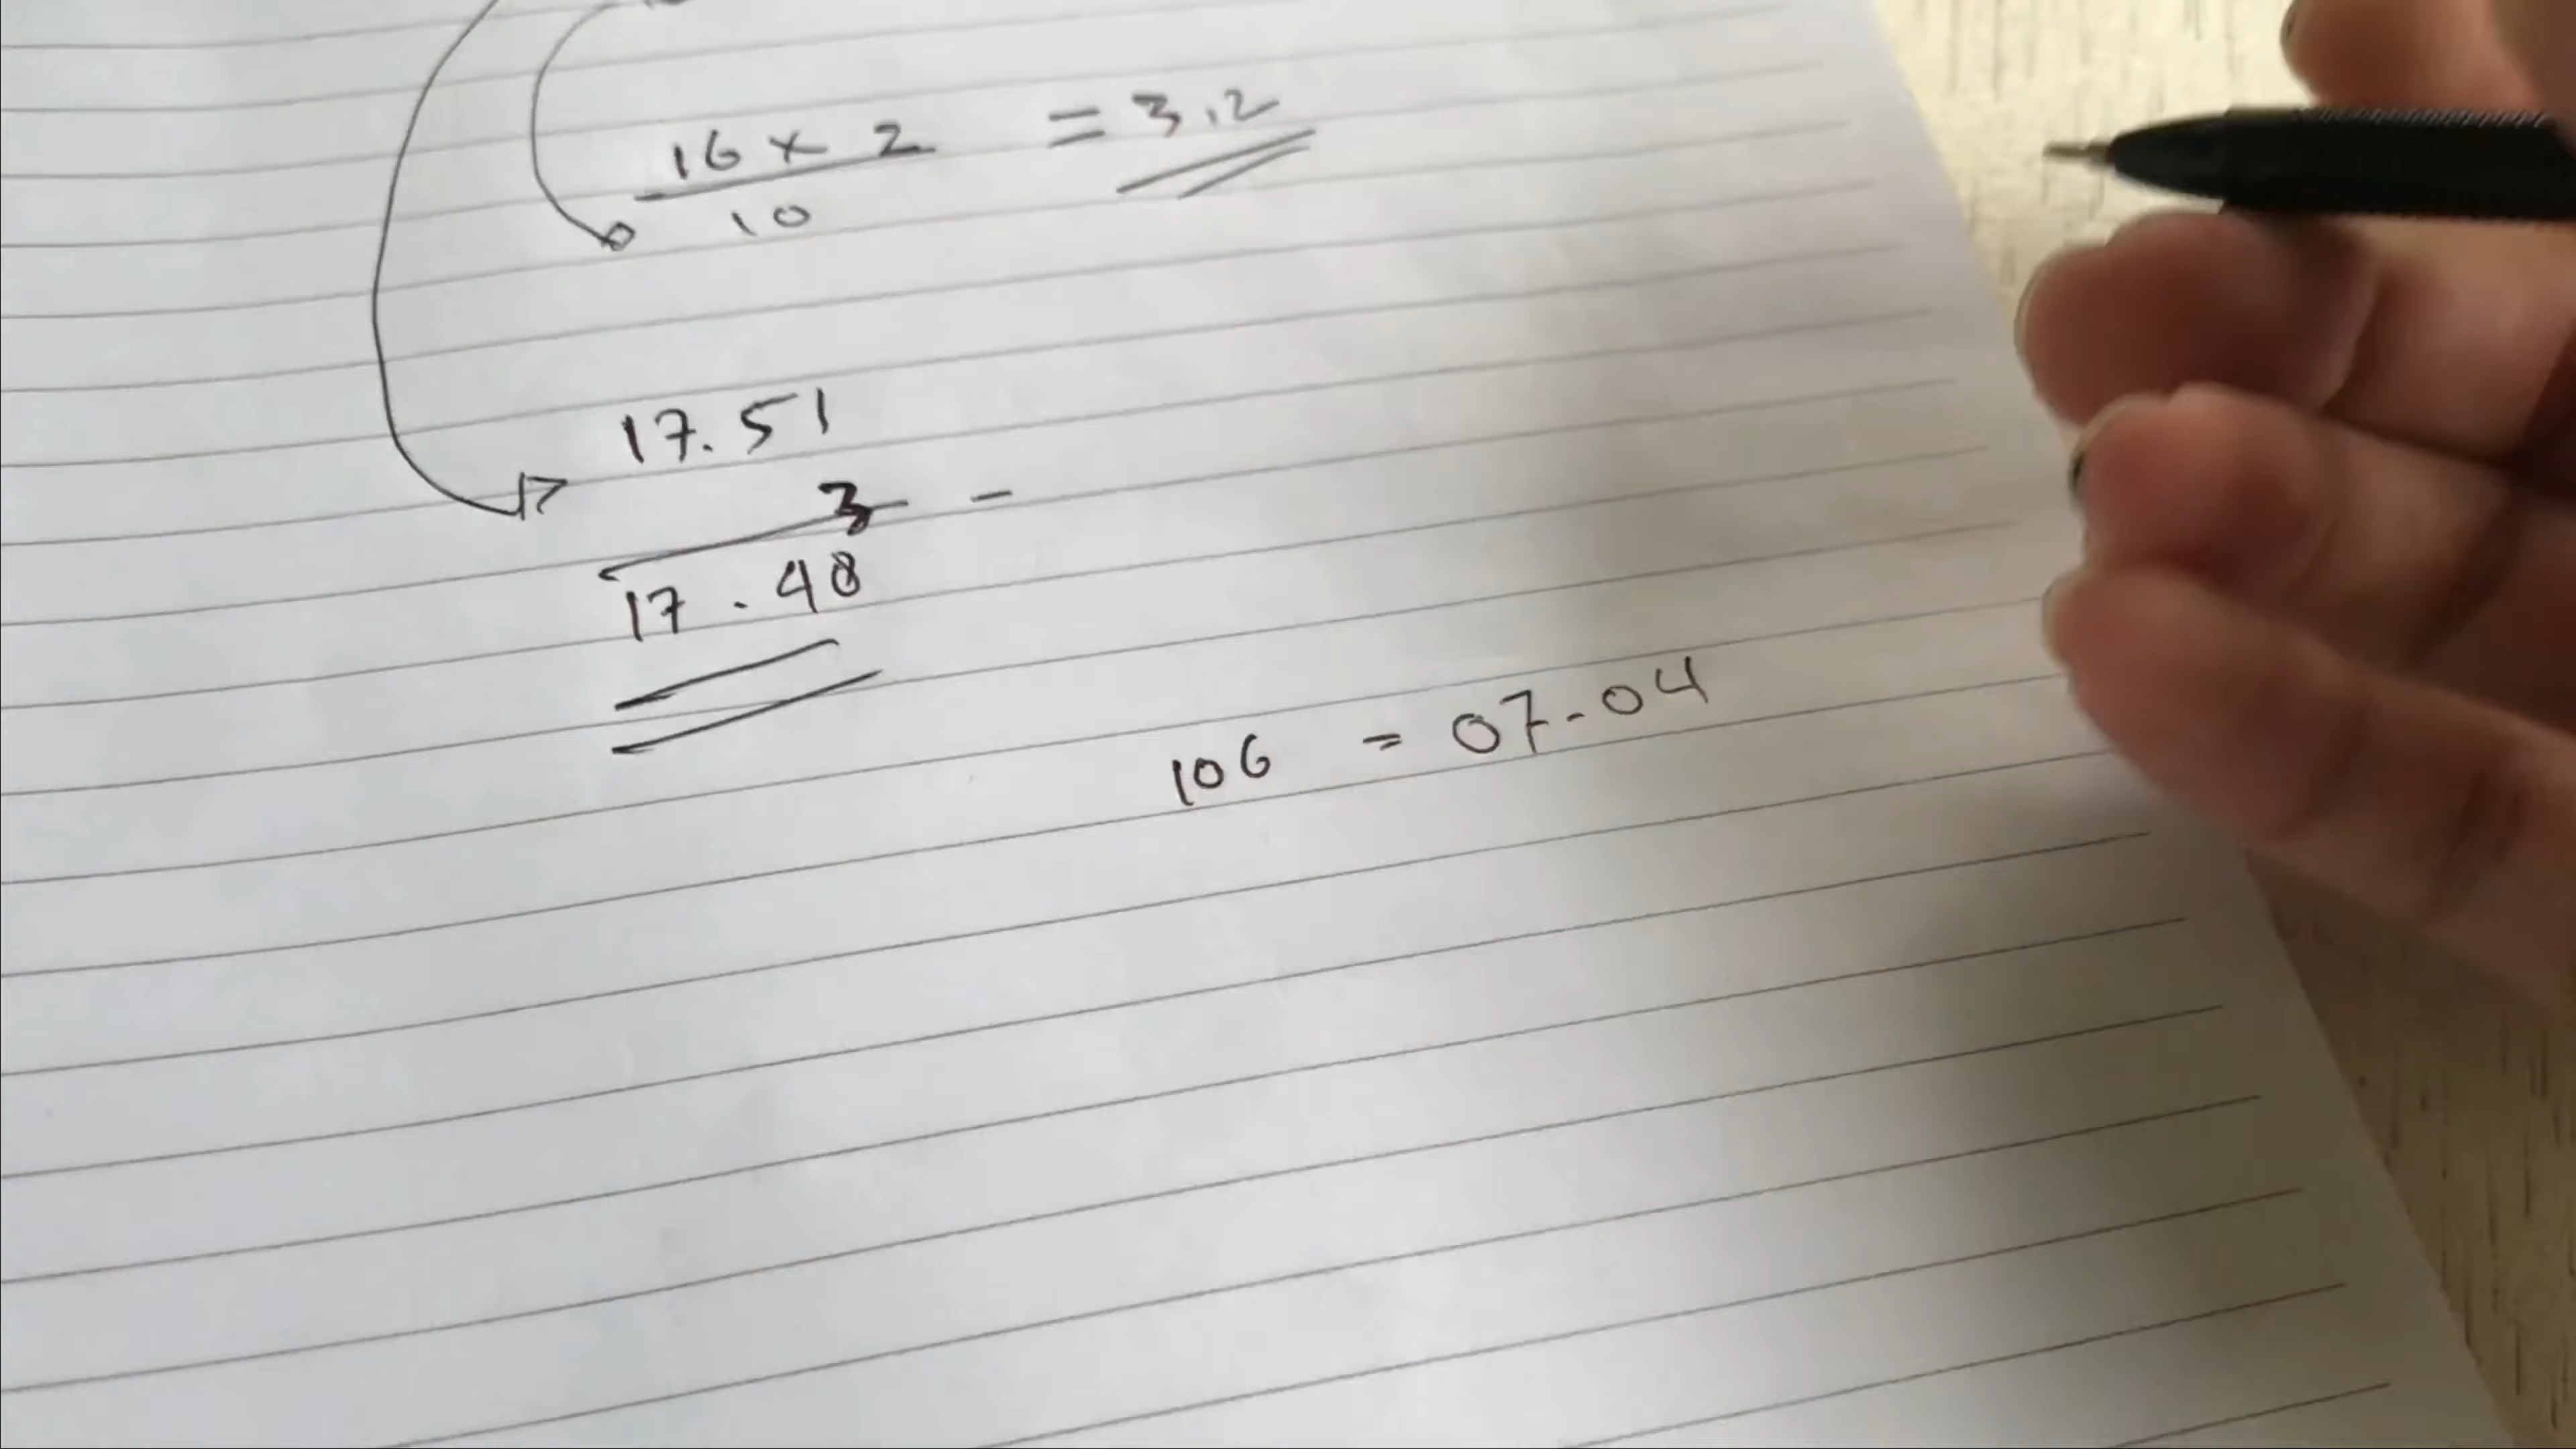 16 x 2 = 3.2
10
17.51
3 -
17.48
106 = 07-04